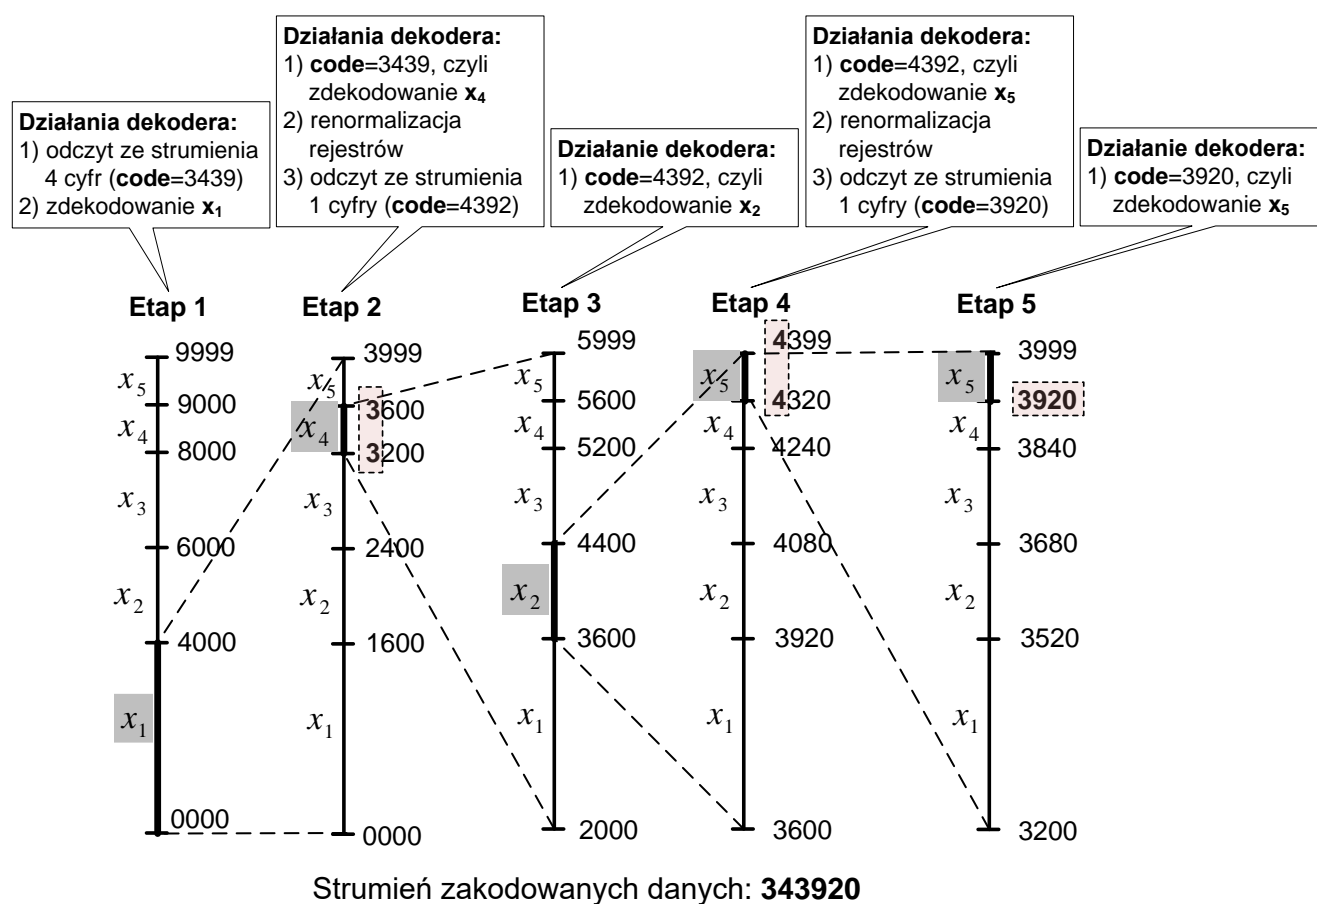 Działania dekodera:
1) odczyt ze strumienia
4 cyfr (code=3439)
2) zdekodowanie x1
Działania dekodera:
1) code=3439, czyli
zdekodowanie x4
2) renormalizacja
rejestrów
3) odczyt ze strumienia
1 cyfry (code=4392)
Działanie dekodera:
1) code=4392, czyli
zdekodowanie x2
Działania dekodera:
1) code=4392, czyli
zdekodowanie x5
2) renormalizacja
rejestrów
3) odczyt ze strumienia
1 cyfry (code=3920)
Działanie dekodera:
1) code=3920, czyli
zdekodowanie x5
Etap 1
9999
x5
9000
x4
8000
x3
6000
x2
4000
x1
0000
Etap 2
3999
x5
3600
x4
3200
x3
2400
x2
1600
x1
0000
Etap 3
5999
x5
5600
x4
5200
x3
4400
x2
3600
x1
2000
Etap 4
4399
x5
4320
x4
4240
x3
4080
x2
3920
x1
3600
Etap 5
3999
x5
3920
x4
3840
x3
3680
x2
3520
x1
3200
Strumień zakodowanych danych: 343920